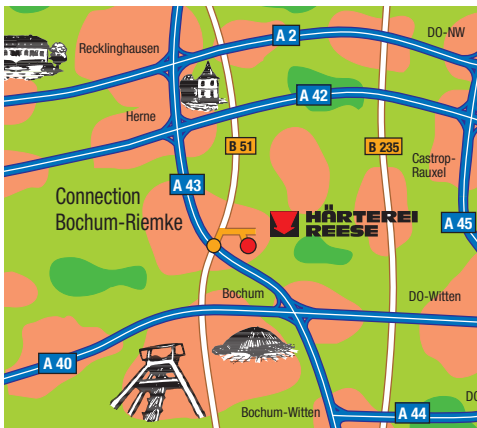 DO-NW
Recklinghausen
A 2
A 42
Herne
B 51
B 235
Castrop-
Rauxel
A 43
Connection
Bochum-Riemke
HÄRTEREI
REESE
A 45
Bochum
DO-Witten
A 40
DO
Bochum-Witten
A 44